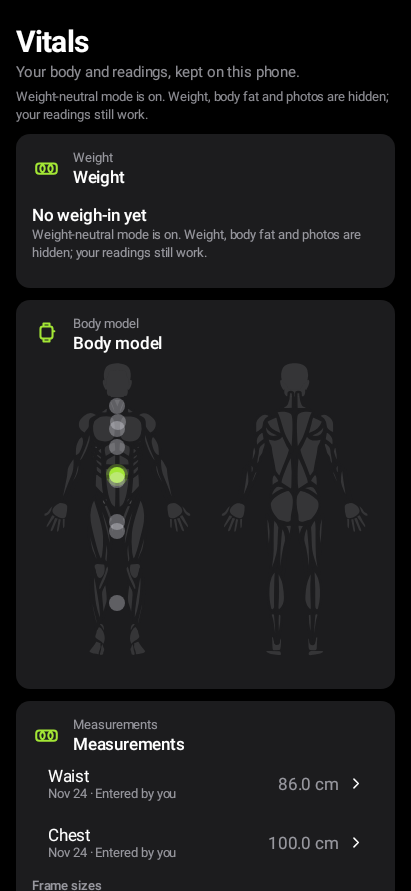 Vitals
Your body and readings, kept on this phone.
Weight-neutral mode is on. Weight, body fat and photos are hidden;
your readings still work.
Weight
Weight
No weigh-in yet
Weight-neutral mode is on. Weight, body fat and photos are
hidden; your readings still work.
Body model
Body model
Measurements
Measurements
Waist
86.0 cm
Nov 24 · Entered by you
Chest
100.0 cm
Nov 24 · Entered by you
Frame sizes